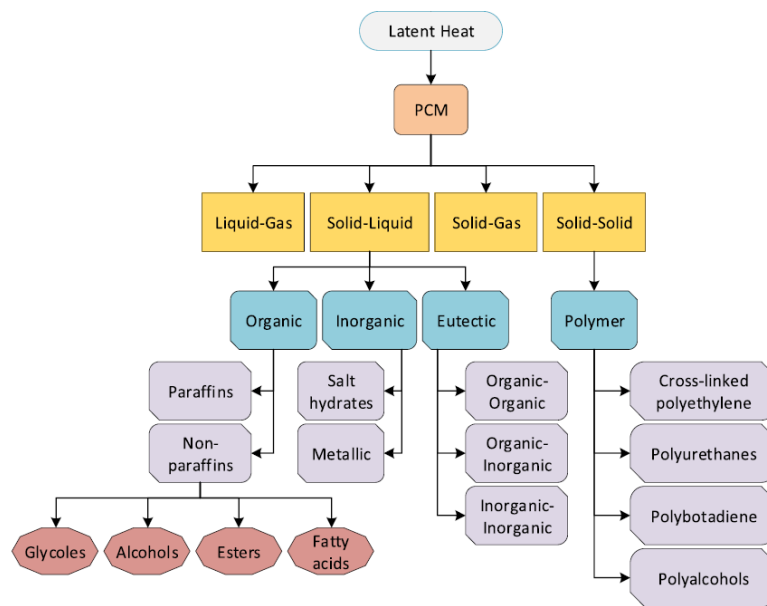 Latent Heat
PCM
Liquid-Gas
Solid-Liquid
Solid-Gas
Solid-Solid
Organic
Inorganic
Eutectic
Polymer
Paraffins
Salt
hydrates
Organic-
Organic
Cross-linked
polyethylene
Non-
paraffins
Metallic
Organic-
Inorganic
Polyurethanes
Inorganic-
Inorganic
Polybotadiene
Glycoles
Alcohols
Esters
Fatty
acids
Polyalcohols